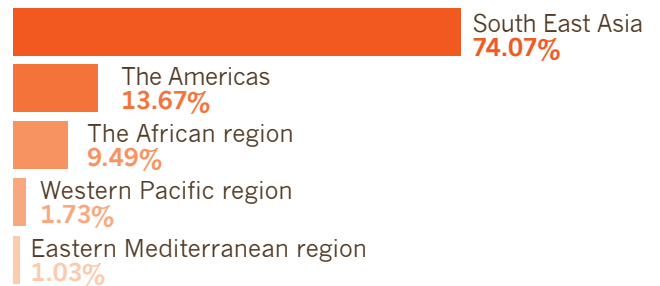 South East Asia
74.07%
The Americas
13.67%
The African region
9.49%
Western Pacific region
1.73%
Eastern Mediterranean region
1.03%